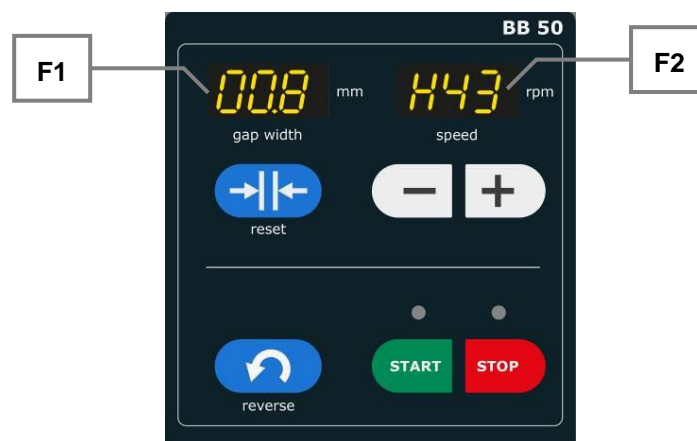 BB 50
F1
F2
00.8 mm
H43 rpm
gap width
speed
reset
START
STOP
reverse